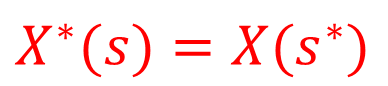 X*(s) = X(s*)